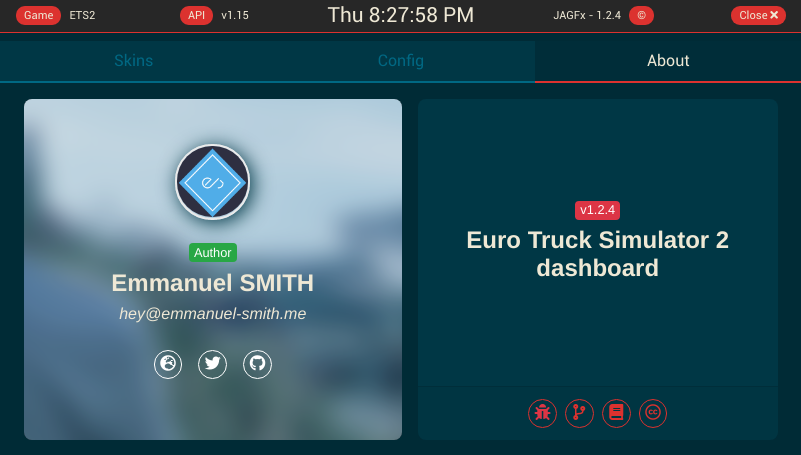 Game ETS2 API v1.15 Thu 8:27:58 PM JAGFx - 1.2.4 © Close ✖
Skins Config About
Author
Emmanuel SMITH
hey@emmanuel-smith.me
v1.2.4
Euro Truck Simulator 2
dashboard